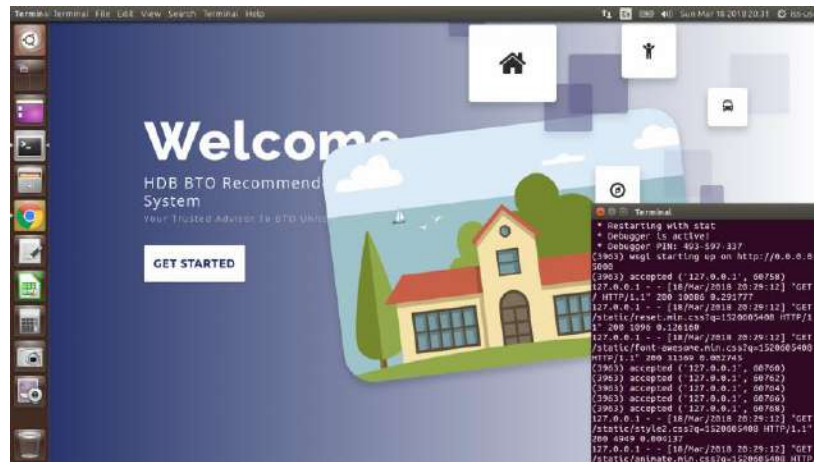 Terminal Terminal File Edit View Search Terminal Help
Sun Mar 18 2018 20:31
Welcome
HDB BTO Recommend
System
Your Trusted Advisor To BTO Units
GET STARTED
Terminal
* Restarting with stat
* Debugger is active!
* Debugger PIN: 493-597-337
(3963) wsgi starting up on http://0.0.0.0
5000
(3963) accepted ('127.0.0.1', 60758)
127.0.0.1 - - [18/Mar/2018 20:29:12] "GET
/ HTTP/1.1" 200 10086 0.291777
127.0.0.1 - - [18/Mar/2018 20:29:12] "GET
/static/reset.min.css?q=1520605408 HTTP/1
1" 200 1096 0.126160
127.0.0.1 - - [18/Mar/2018 20:29:12] "GET
/static/font-awesome.min.css?q=1520605408
HTTP/1.1" 200 31369 0.002745
(3963) accepted ('127.0.0.1', 60760)
(3963) accepted ('127.0.0.1', 60762)
(3963) accepted ('127.0.0.1', 60764)
(3963) accepted ('127.0.0.1', 60766)
(3963) accepted ('127.0.0.1', 60768)
127.0.0.1 - - [18/Mar/2018 20:29:12] "GET
/static/style2.css?q=1520605408 HTTP/1.1"
200 4949 0.004137
127.0.0.1 - - [18/Mar/2018 20:29:12] "GET
/static/animate.min.css?q=1520605408 HTTP